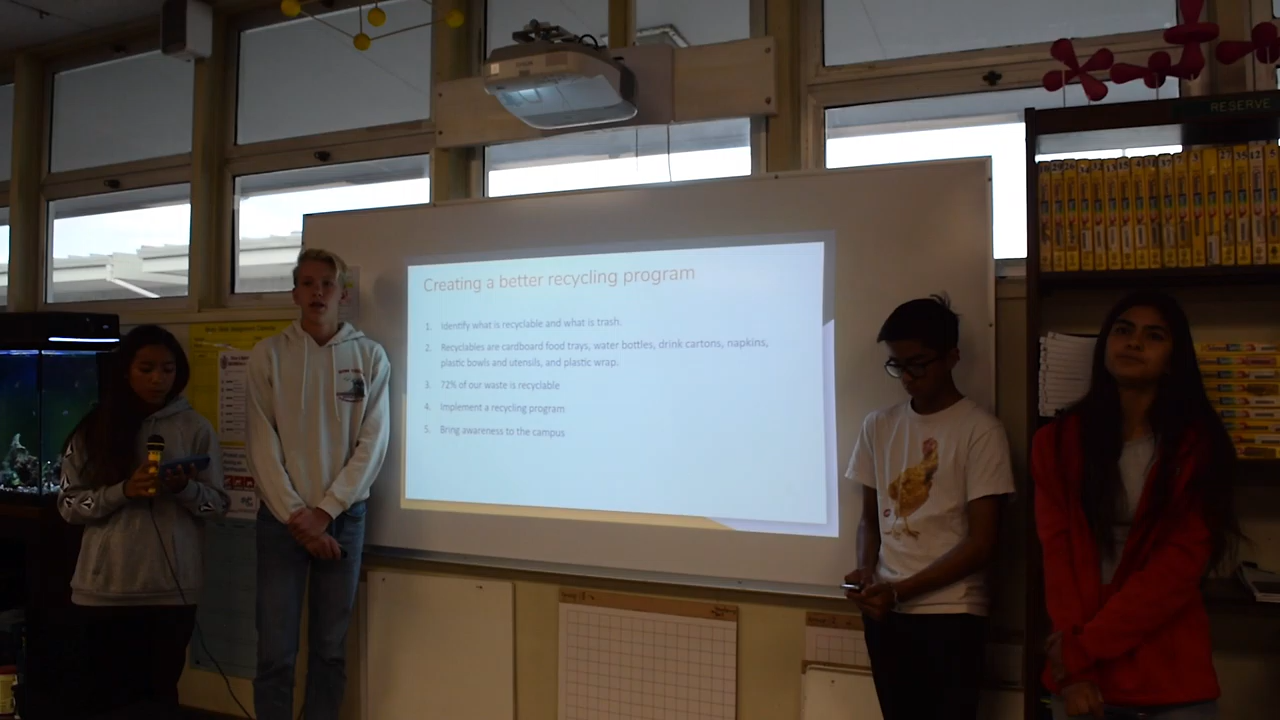 RESERVE
Creating a better recycling program
1. Identify what is recyclable and what is trash.
2. Recyclables are cardboard food trays, water bottles, drink cartons, napkins,
plastic bowls and utensils, and plastic wrap.
3. 72% of our waste is recyclable
4. Implement a recycling program
5. Bring awareness to the campus